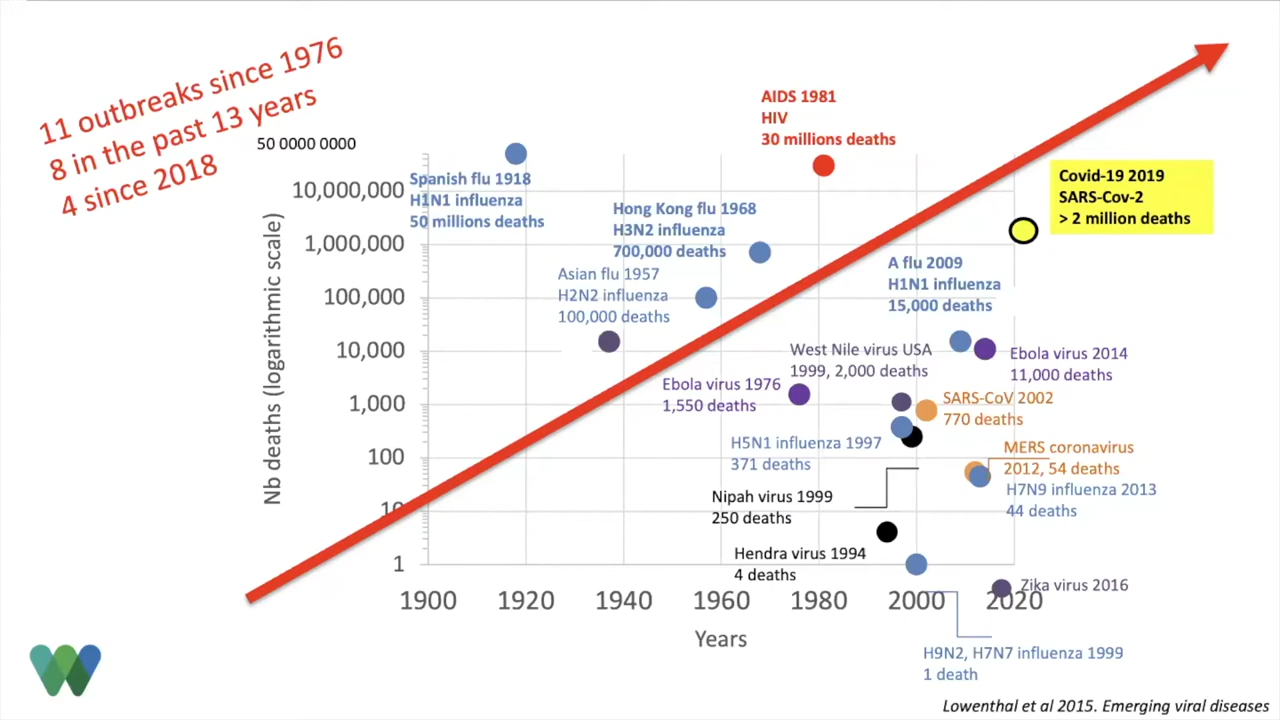 11 outbreaks since 1976
8 in the past 13 years
4 since 2018
50 0000 0000
10,000,000
1,000,000
100,000
10,000
1,000
100
10
1
Nb deaths (logarithmic scale)
1900 1920 1940 1960 1980 2000 2020
Years
Spanish flu 1918
H1N1 influenza
50 millions deaths
Hong Kong flu 1968
H3N2 influenza
700,000 deaths
Asian flu 1957
H2N2 influenza
100,000 deaths
AIDS 1981
HIV
30 millions deaths
Covid-19 2019
SARS-Cov-2
> 2 million deaths
A flu 2009
H1N1 influenza
15,000 deaths
West Nile virus USA
1999, 2,000 deaths
Ebola virus 2014
11,000 deaths
Ebola virus 1976
1,550 deaths
SARS-CoV 2002
770 deaths
H5N1 influenza 1997
371 deaths
MERS coronavirus
2012, 54 deaths
H7N9 influenza 2013
44 deaths
Nipah virus 1999
250 deaths
Hendra virus 1994
4 deaths
Zika virus 2016
H9N2, H7N7 influenza 1999
1 death
Lowenthal et al 2015. Emerging viral diseases